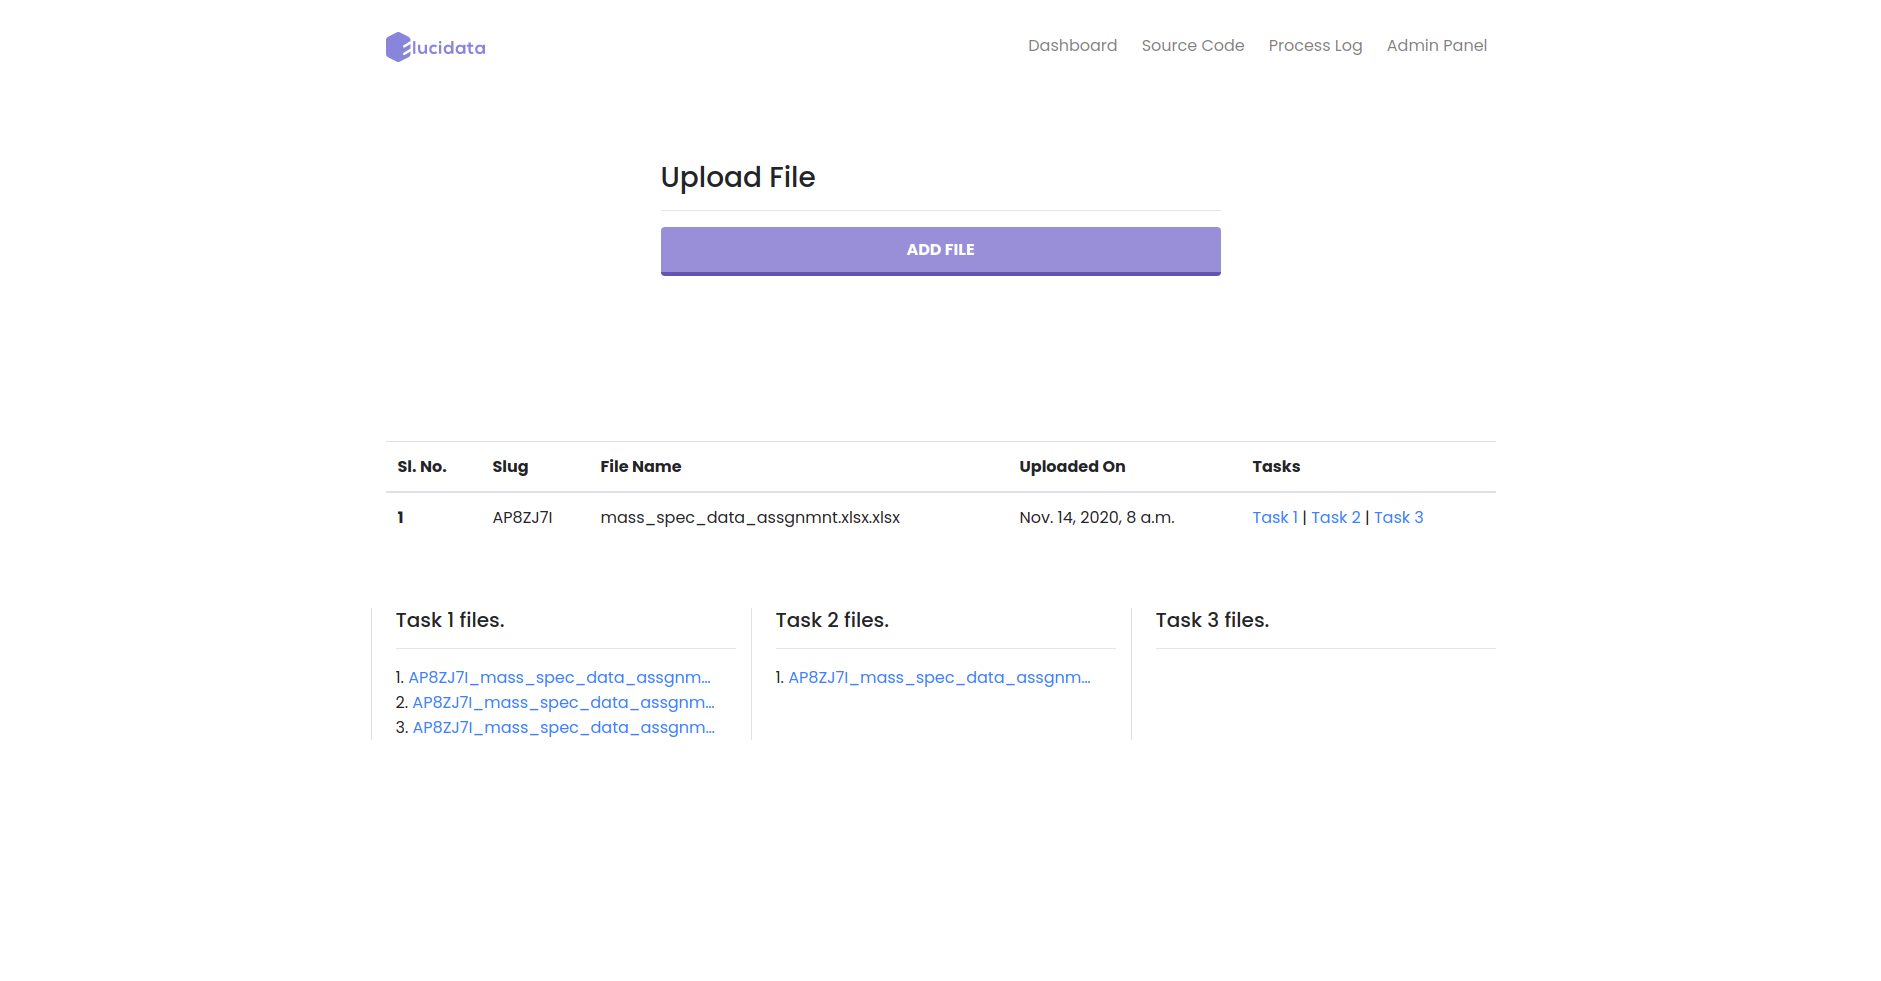 Elucidata
Dashboard Source Code Process Log Admin Panel
Upload File
ADD FILE
Sl. No. Slug File Name Uploaded On Tasks
1 AP8ZJ7I mass_spec_data_assgnmnt.xlsx.xlsx Nov. 14, 2020, 8 a.m. Task 1 | Task 2 | Task 3
Task 1 files.
1. AP8ZJ7I_mass_spec_data_assgnm...
2. AP8ZJ7I_mass_spec_data_assgnm...
3. AP8ZJ7I_mass_spec_data_assgnm...
Task 2 files.
1. AP8ZJ7I_mass_spec_data_assgnm...
Task 3 files.